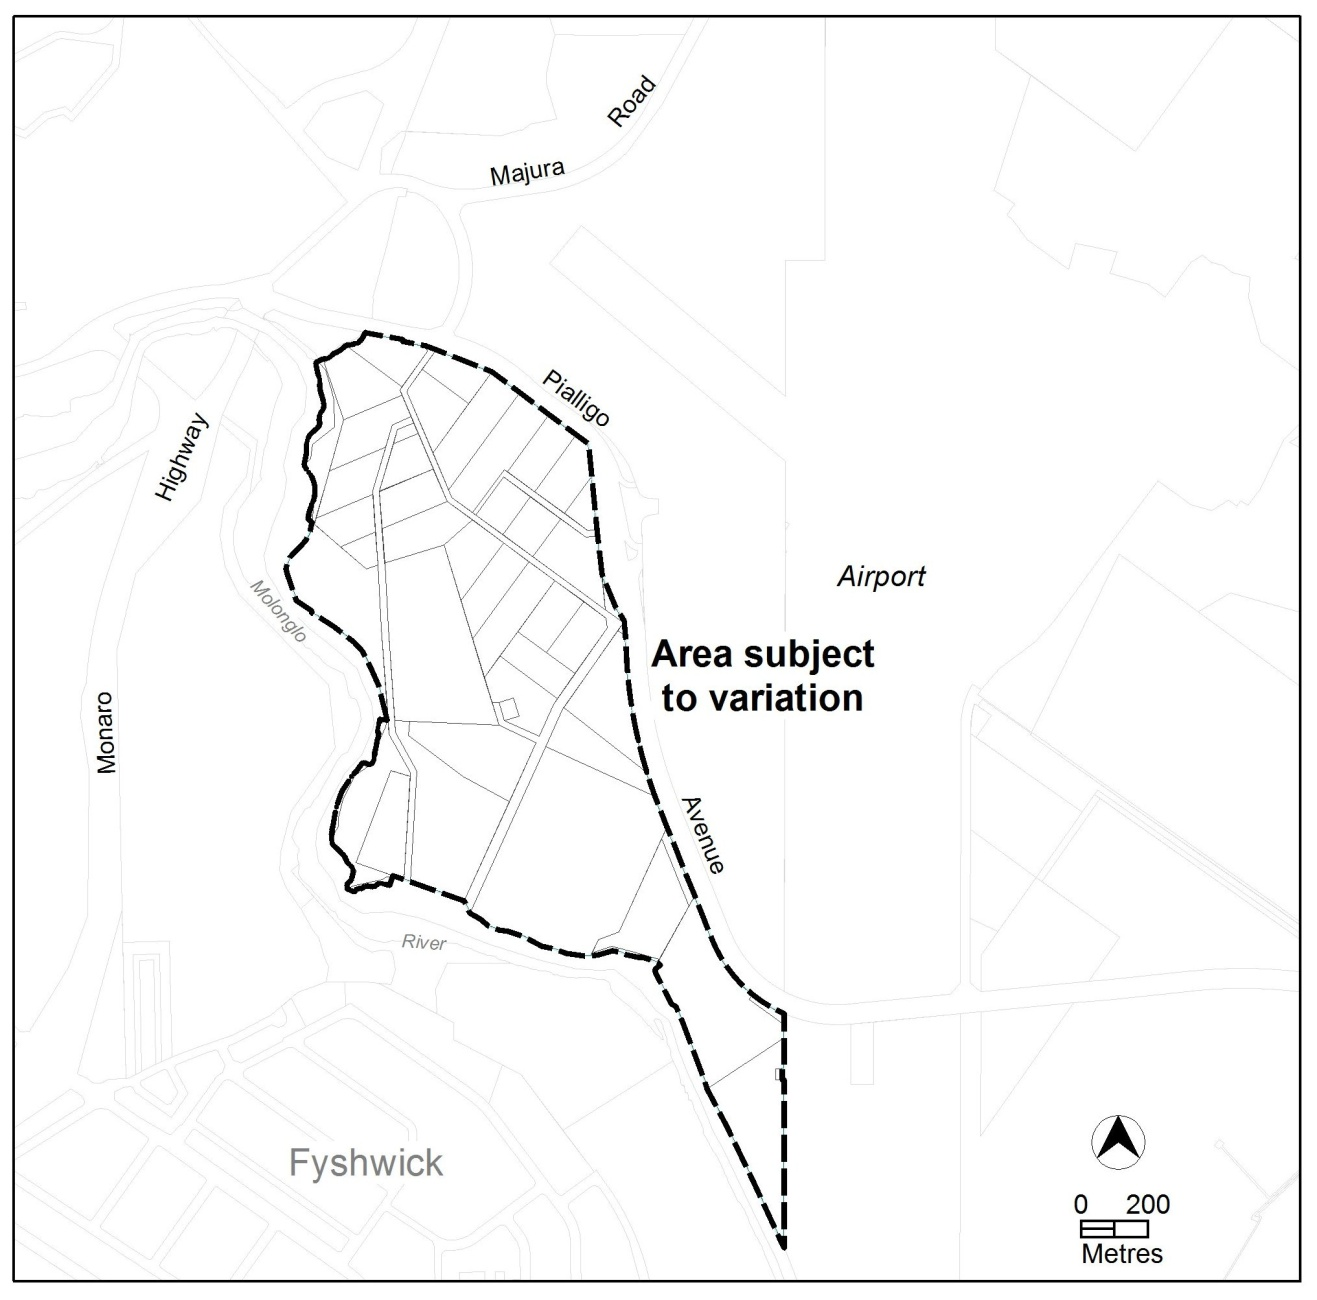 Road
Majura
Pialligo
Highway
Airport
Molonglo
Area subject
to variation
Monaro
Avenue
River
Fyshwick
0 200
Metres